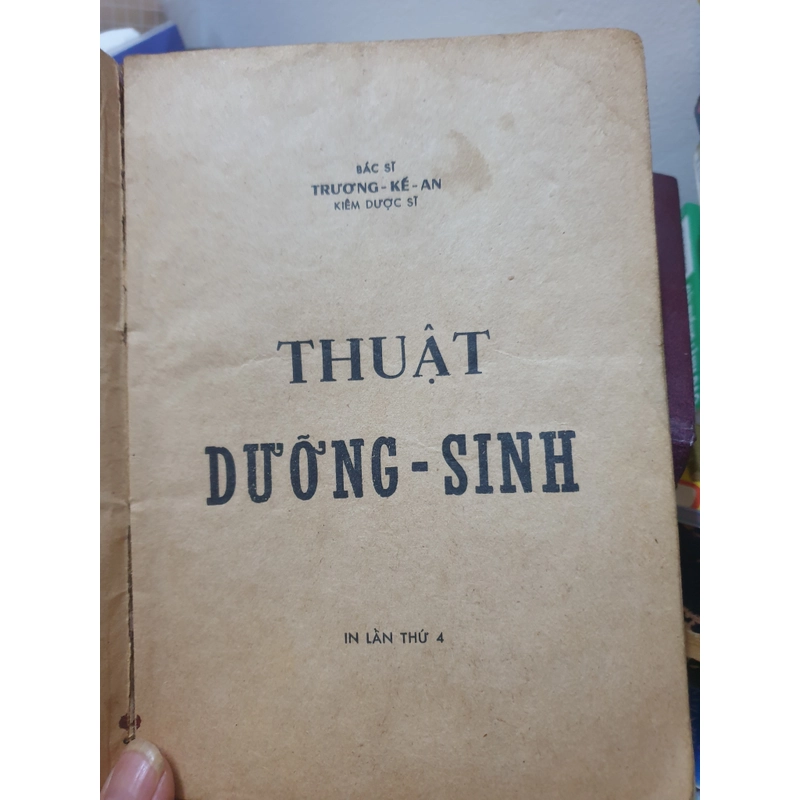 BÁC SĨ
TRƯƠNG-KẾ-AN
KIÊM DƯỢC SĨ
THUẬT
DƯỠNG-SINH
IN LẦN THỨ 4